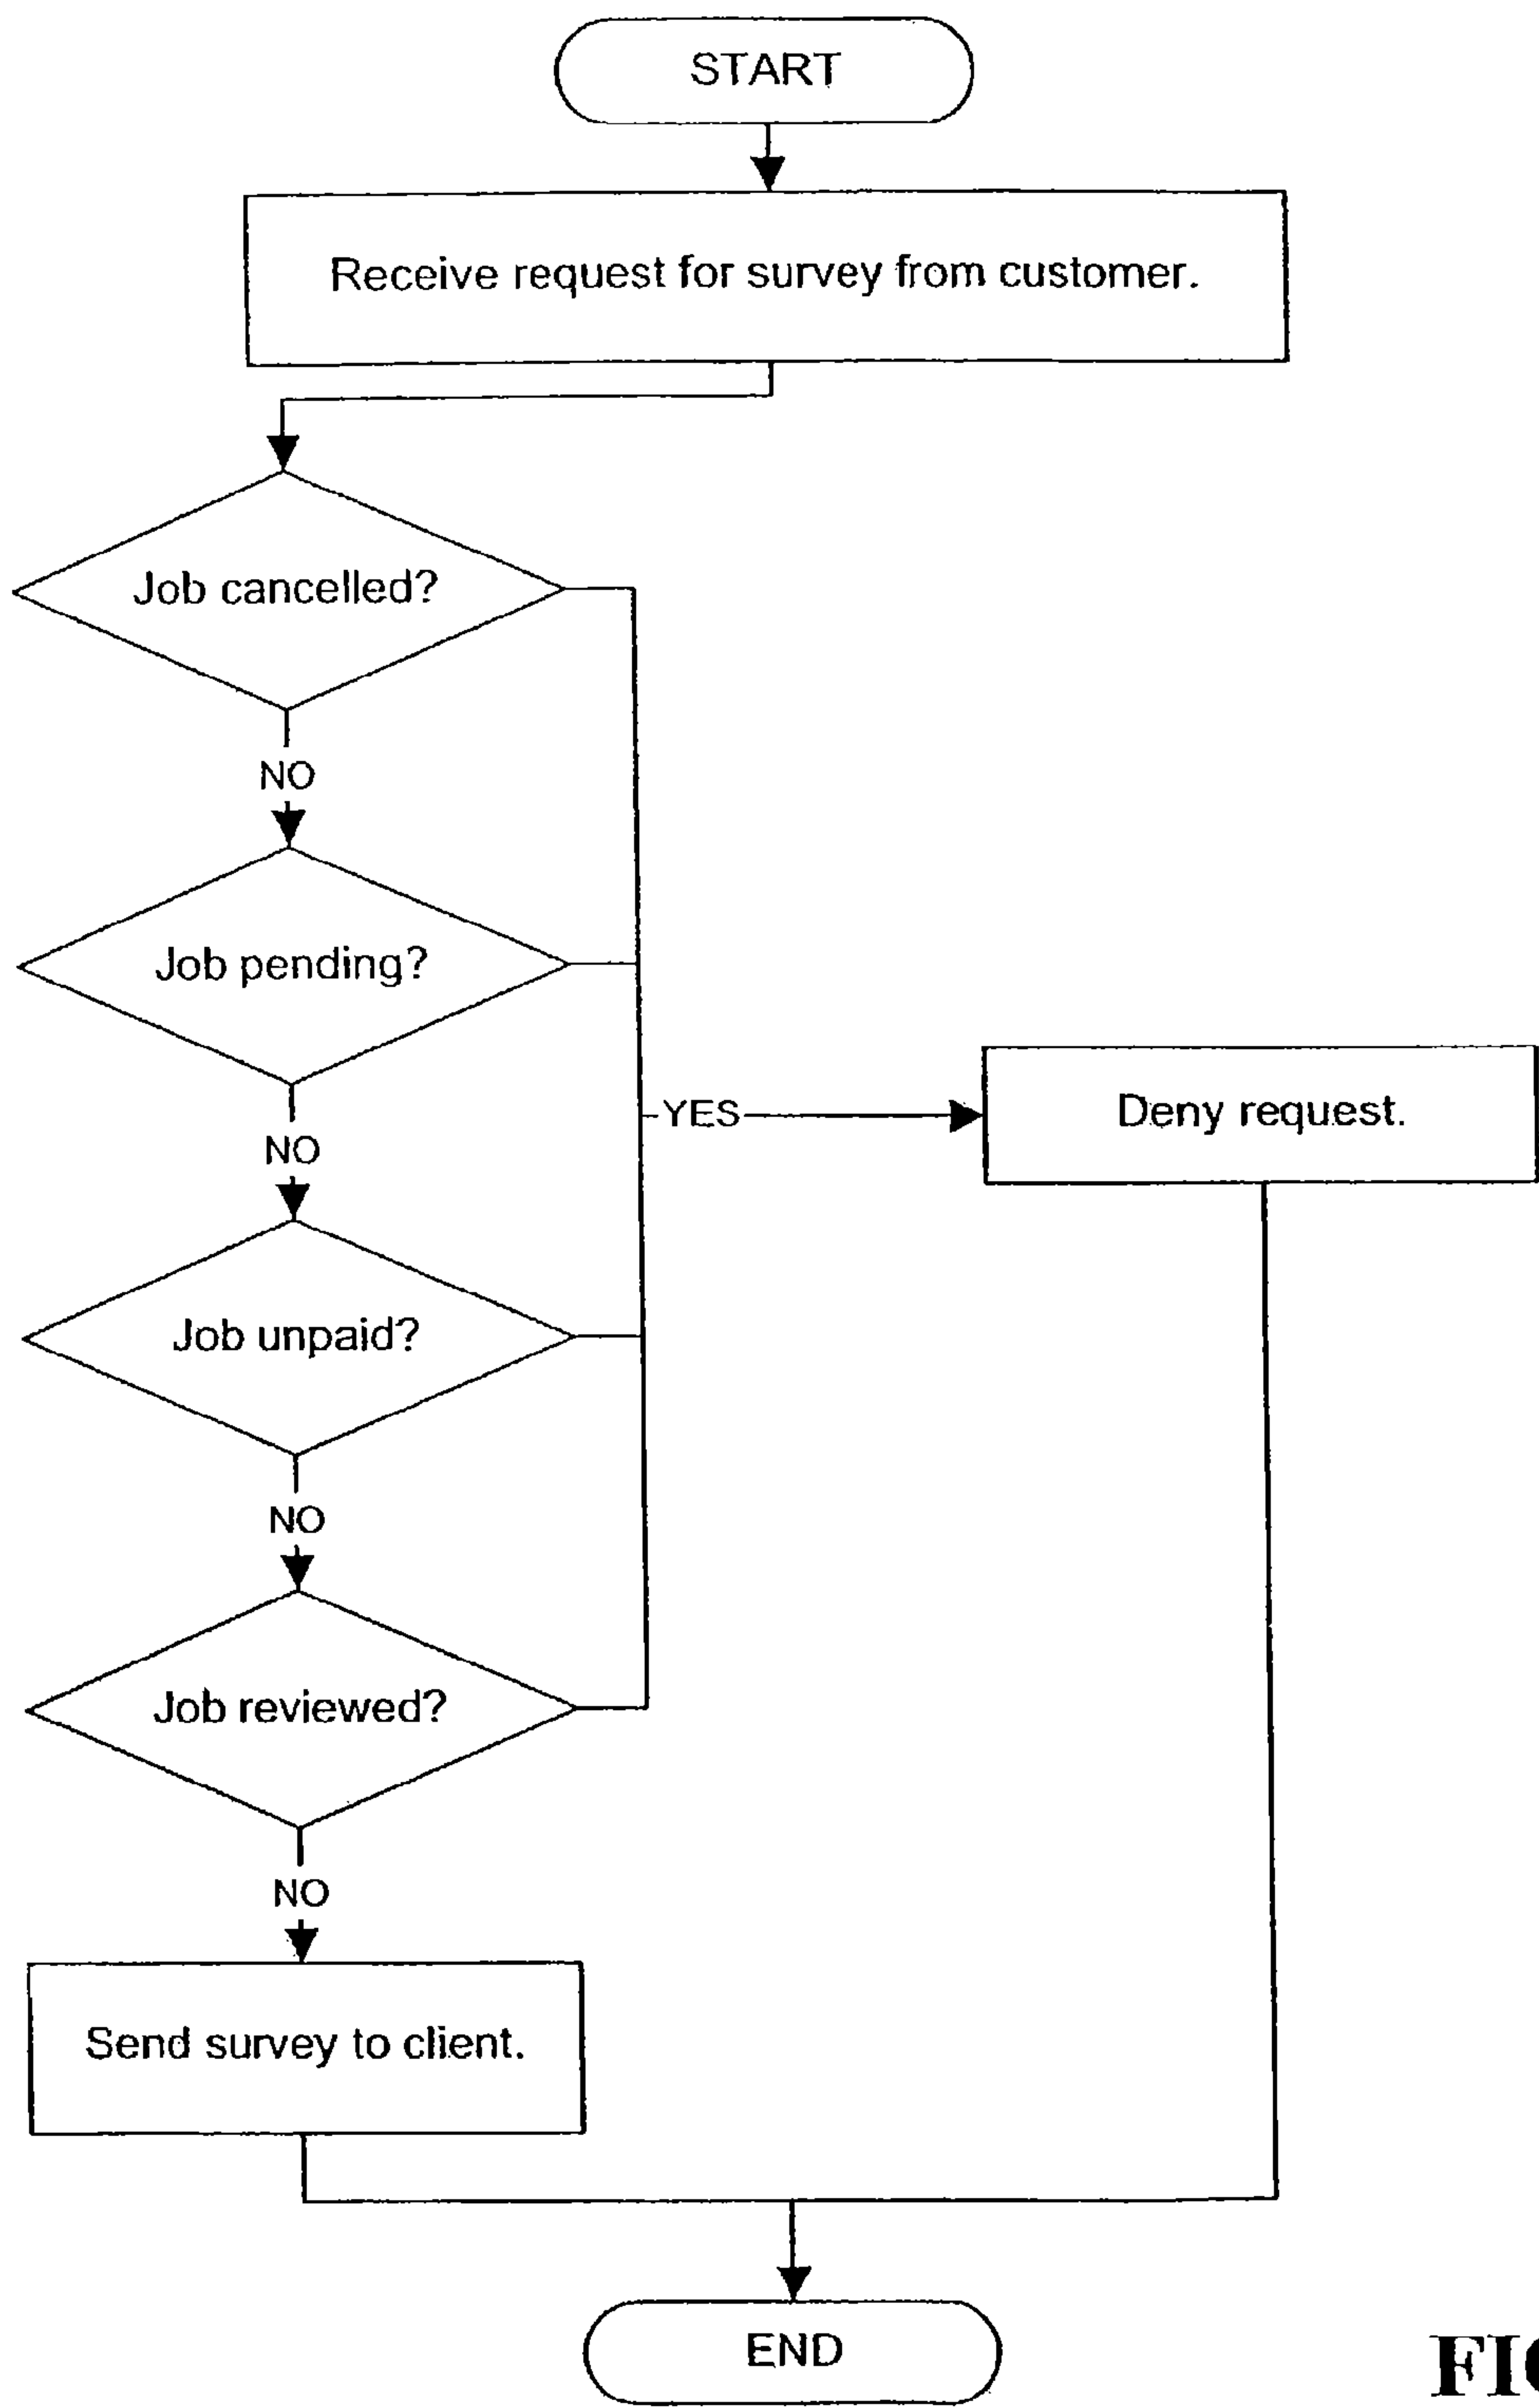 START
Receive request for survey from customer.
Job cancelled?
NO
Job pending?
YES
Deny request.
NO
Job unpaid?
NO
Job reviewed?
NO
Send survey to client.
END